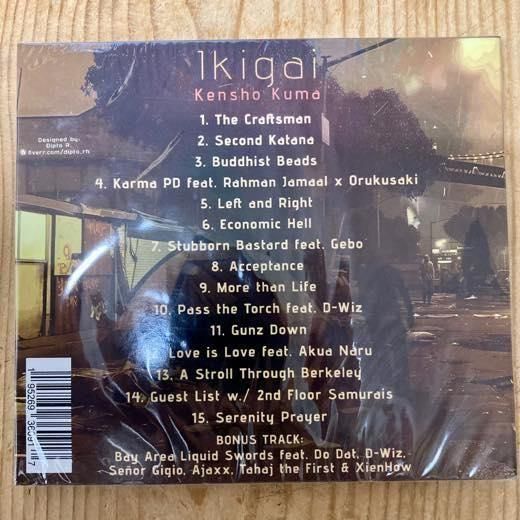 Ikigai
Kensho Kuma
Designed by:
Dipto R.
fiverr.com/dipto_rh
1. The Craftsman
2. Second Katana
3. Buddhist Beads
4. Karma PD feat. Rahman Jamaal x Orukusaki
5. Left and Right
6. Economic Hell
7. Stubborn Bastard feat. Gebo
8. Acceptance
9. More than Life
10. Pass the Torch feat. D-Wiz
11. Gunz Down
Love is Love feat. Akua Naru
13. A Stroll Through Berkeley
14. Guest List w./ 2nd Floor Samurais
15. Serenity Prayer
BONUS TRACK:
Bay Area Liquid Swords feat. Do Dat, D-Wiz,
Señor Gigio, Ajaxx, Tahaj the First & XienHow